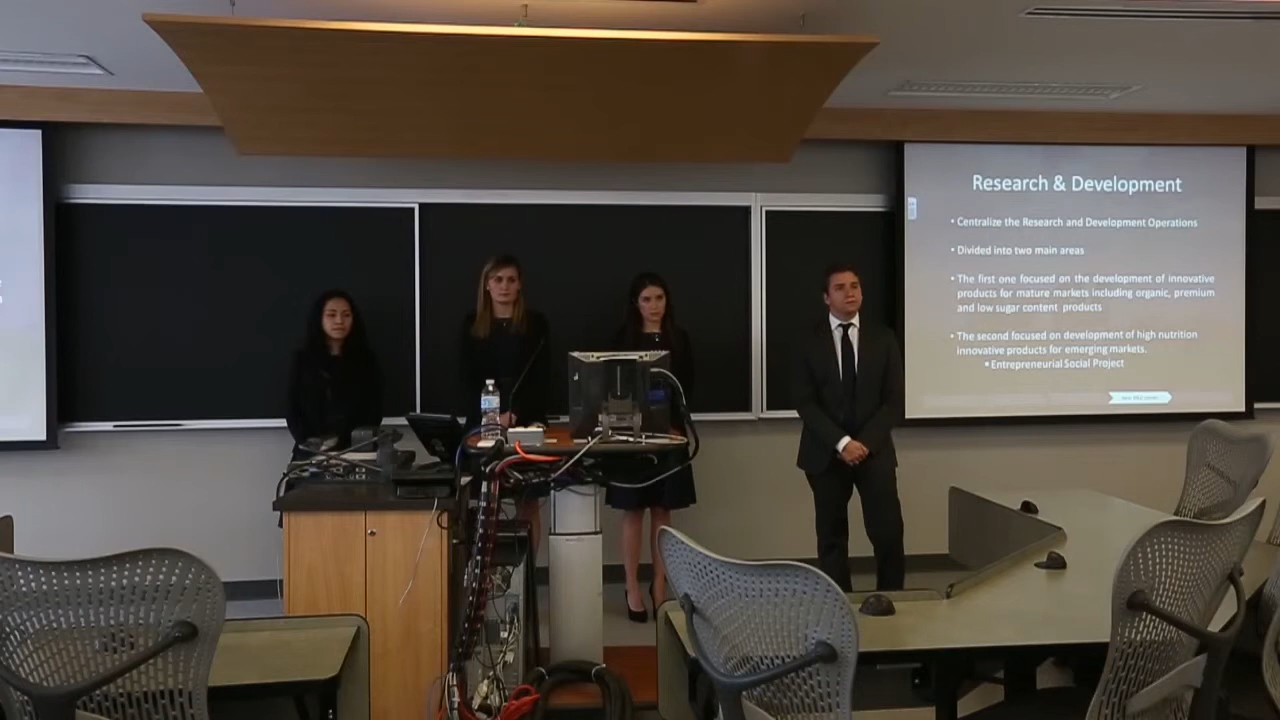 Research & Development
• Centralize the Research and Development Operations
• Divided into two main areas
• The first one focused on the development of innovative
products for mature markets including organic, premium
and low sugar content products
• The second focused on development of high nutrition
innovative products for emerging markets.
• Entrepreneurial Social Project